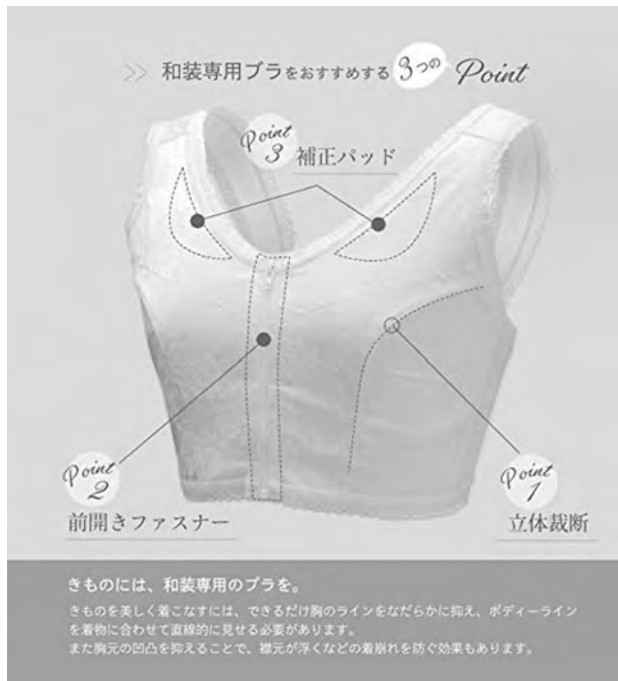 >> 和装専用ブラをおすすめする 3つの Point
Point 3 補正パッド
Point 2
前開きファスナー
Point 1
立体裁断
きものには、和装専用のブラを。
きものを美しく着こなすには、できるだけ胸のラインをなだらかに抑え、ボディーライン
を着物に合わせて直線的に見せる必要があります。
また胸元の凹凸を抑えることで、襟元が浮くなどの着崩れを防ぐ効果もあります。